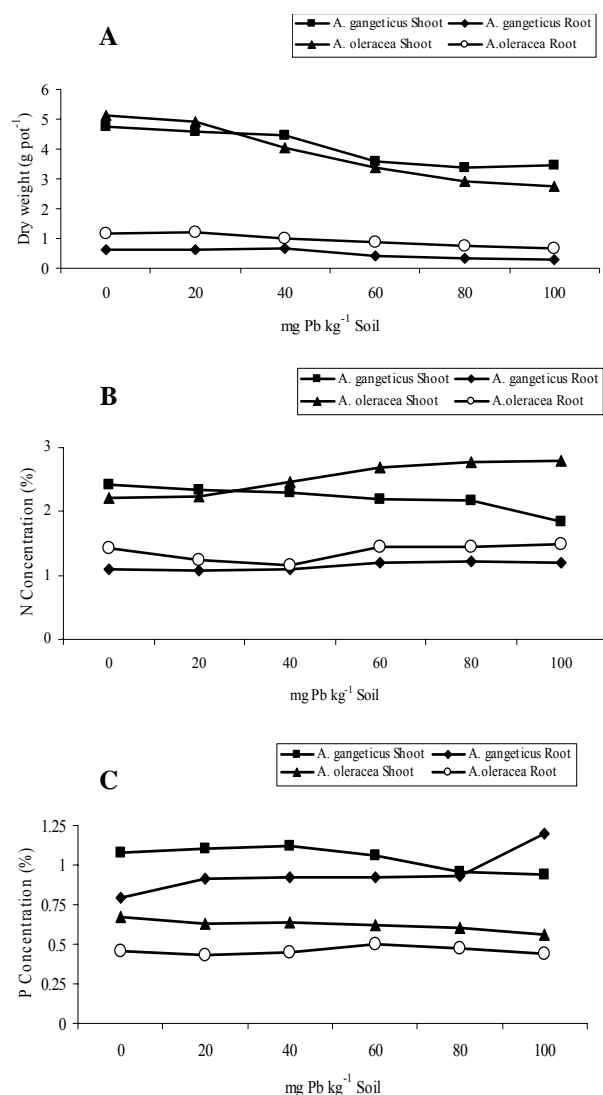 A. gangeticus Shoot A. gangeticus Root
A. oleracea Shoot A.oleracea Root
A
6
5
4
3
2
1
0
Dry weight (g pot-1)
0 20 40 60 80 100
mg Pb kg-1 Soil
A. gangeticus Shoot A. gangeticus Root
A. oleracea Shoot A.oleracea Root
B
3
2
1
0
N Concentration (%)
0 20 40 60 80 100
mg Pb kg-1 Soil
A. gangeticus Shoot A. gangeticus Root
A. oleracea Shoot A.oleracea Root
C
1.25
1
0.75
0.5
0.25
0
P Concentration (%)
0 20 40 60 80 100
mg Pb kg-1 Soil